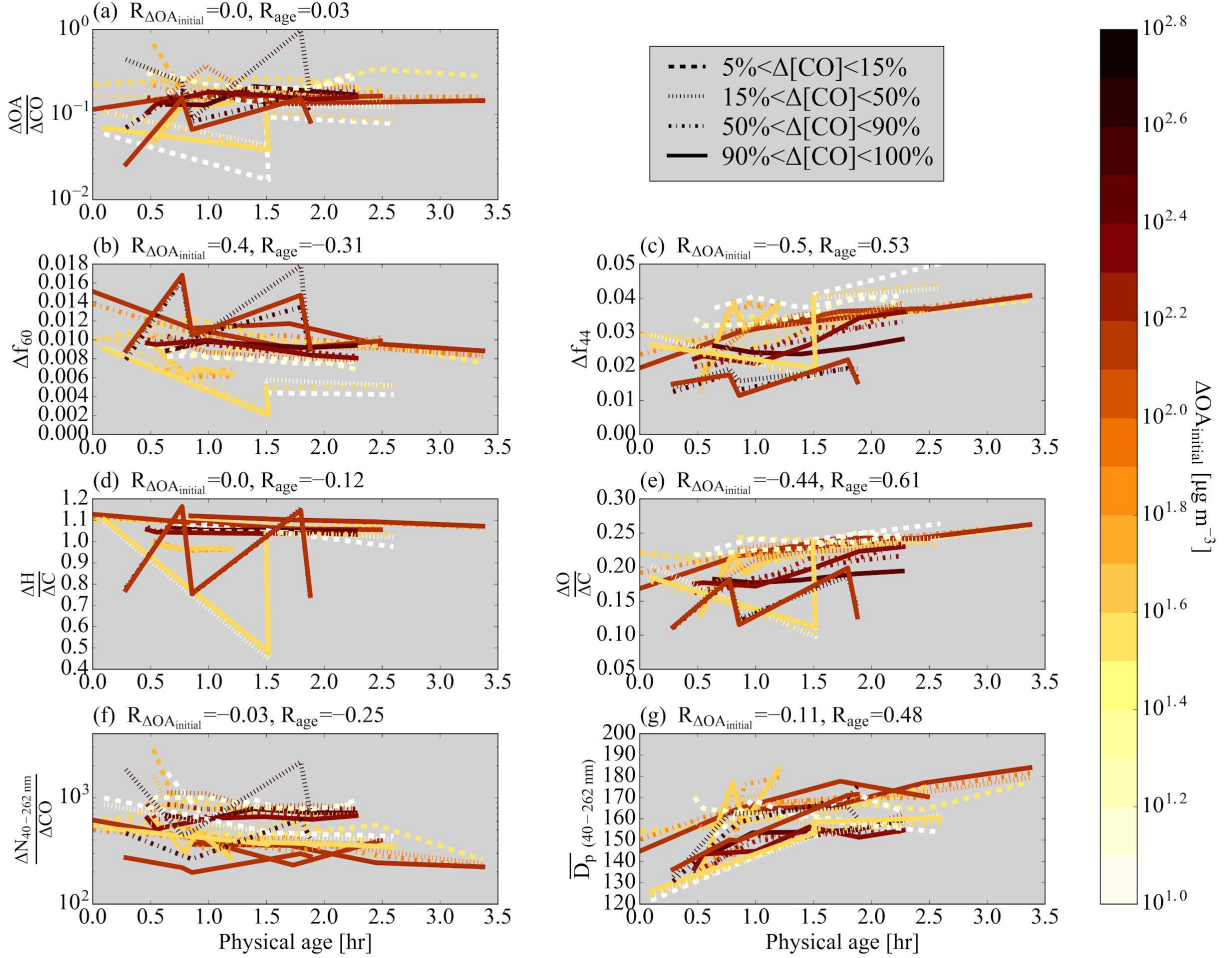 (a) R_ΔOA_initial=0.0, R_age=0.03
10^0
10^−1
10^−2
ΔOA
ΔCO
0.0 0.5 1.0 1.5 2.0 2.5 3.0 3.5
5%<Δ[CO]<15%
15%<Δ[CO]<50%
50%<Δ[CO]<90%
90%<Δ[CO]<100%
(b) R_ΔOA_initial=0.4, R_age=−0.31
0.018
0.016
0.014
0.012
0.010
0.008
0.006
0.004
0.002
0.000
Δf_60
0.0 0.5 1.0 1.5 2.0 2.5 3.0 3.5
(c) R_ΔOA_initial=−0.5, R_age=0.53
0.05
0.04
0.03
0.02
0.01
0.00
Δf_44
0.0 0.5 1.0 1.5 2.0 2.5 3.0 3.5
(d) R_ΔOA_initial=0.0, R_age=−0.12
1.2
1.1
1.0
0.9
0.8
0.7
0.6
0.5
0.4
ΔH
ΔC
0.0 0.5 1.0 1.5 2.0 2.5 3.0 3.5
(e) R_ΔOA_initial=−0.44, R_age=0.61
0.30
0.25
0.20
0.15
0.10
0.05
ΔO
ΔC
0.0 0.5 1.0 1.5 2.0 2.5 3.0 3.5
(f) R_ΔOA_initial=−0.03, R_age=−0.25
10^3
10^2
ΔN_40−262 nm
ΔCO
0.0 0.5 1.0 1.5 2.0 2.5 3.0 3.5
Physical age [hr]
(g) R_ΔOA_initial=−0.11, R_age=0.48
200
190
180
170
160
150
140
130
120
D_p (40−262 nm)
0.0 0.5 1.0 1.5 2.0 2.5 3.0 3.5
Physical age [hr]
10^2.8
10^2.6
10^2.4
10^2.2
10^2.0
10^1.8
10^1.6
10^1.4
10^1.2
10^1.0
ΔOA_initial [μg m^−3]